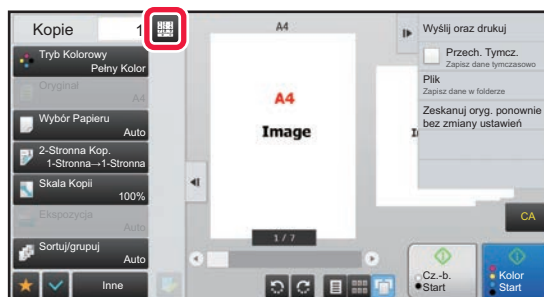 Kopie 1
Tryb Kolorowy
Pełny Kolor
Oryginał
A4
Wybór Papieru
Auto
2-Stronna Kop.
1-Stronna→1-Stronna
Skala Kopii
100%
Ekspozycja
Auto
Sortuj/grupuj
Auto
Inne
A4
A4
Image
1 / 7
Wyślij oraz drukuj
Przech. Tymcz.
Zapisz dane tymczasowo
Plik
Zapisz dane w folderze
Zeskanuj oryg. ponownie
bez zmiany ustawień
CA
Cz.-b.
Start
Kolor
Start